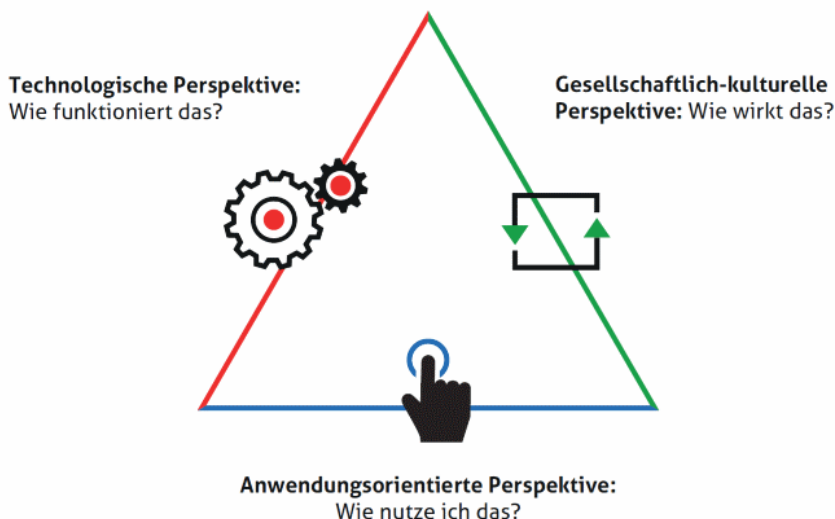 Technologische Perspektive:
Wie funktioniert das?
Gesellschaftlich-kulturelle
Perspektive: Wie wirkt das?
Anwendungsorientierte Perspektive:
Wie nutze ich das?